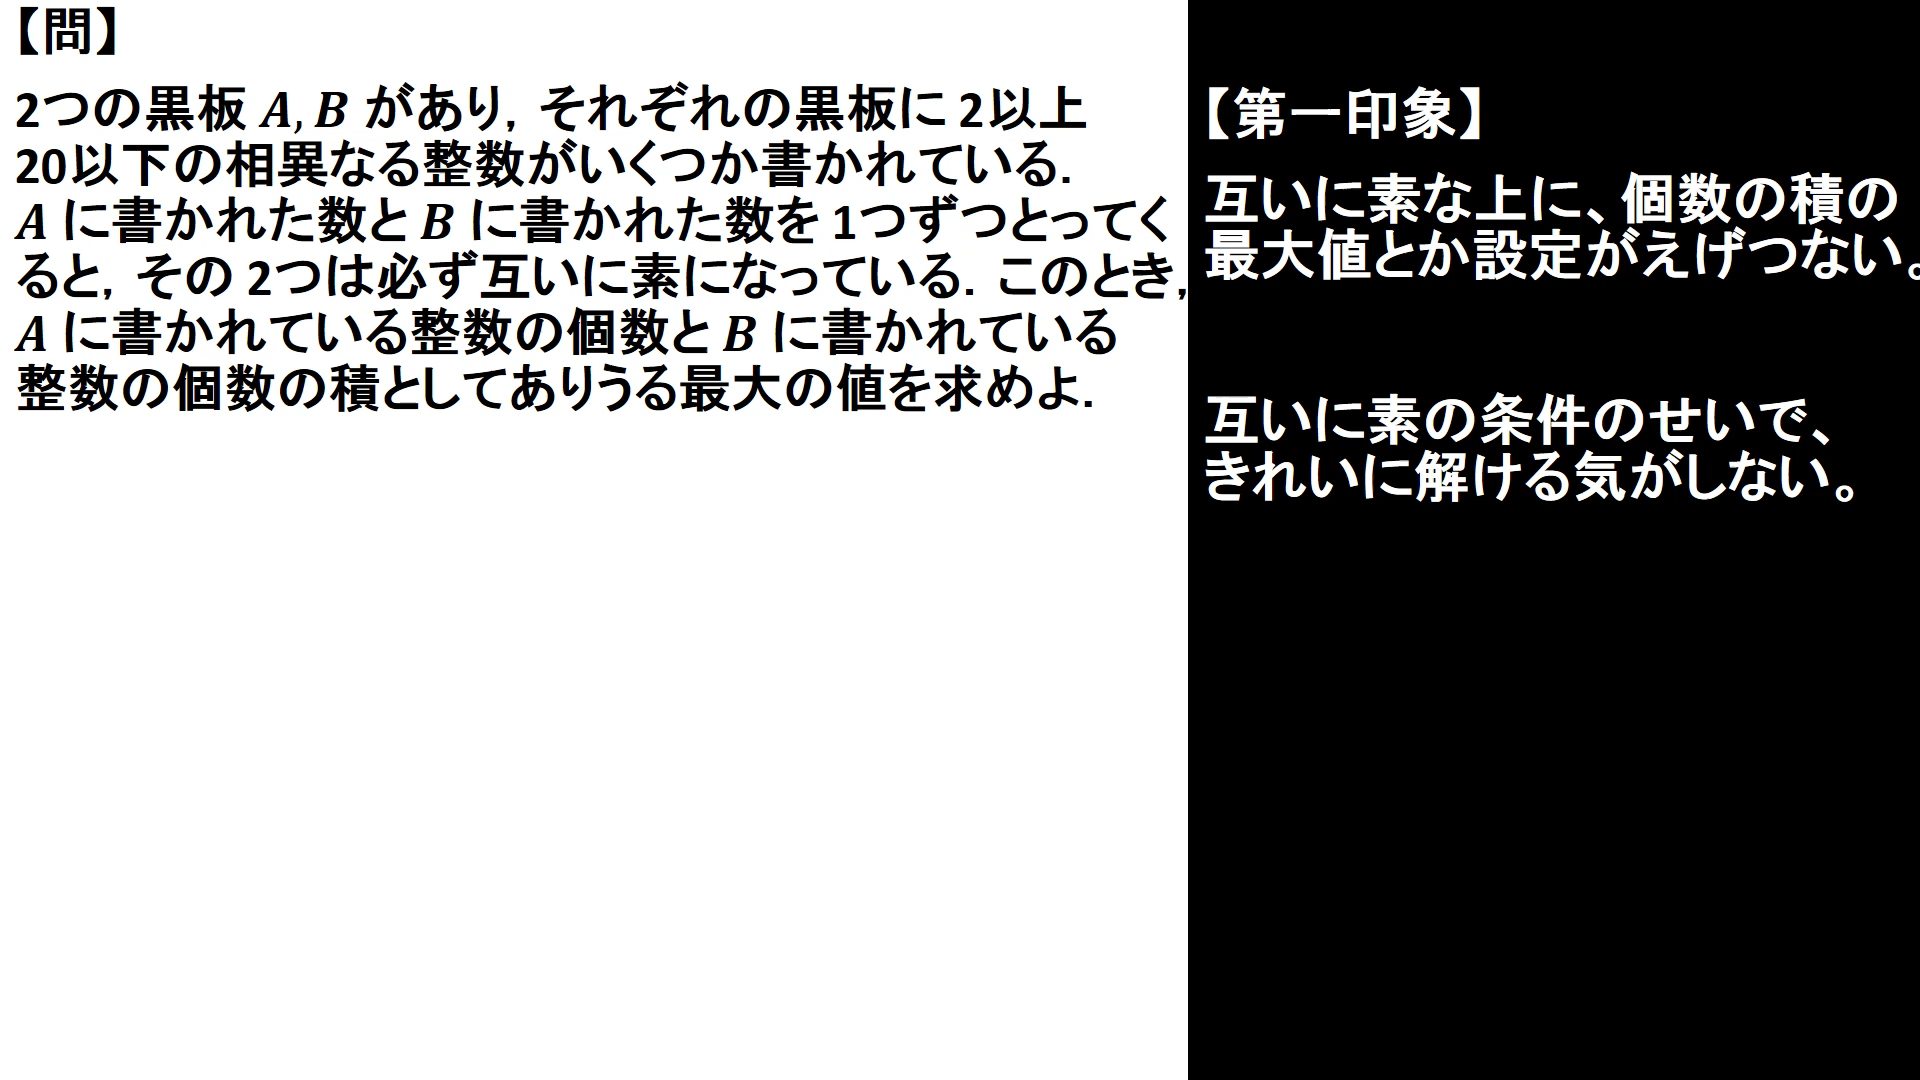 【問】
2つの黒板 A, B があり, それぞれの黒板に 2以上
20以下の相異なる整数がいくつか書かれている.
A に書かれた数と B に書かれた数を 1つずつとってく
ると, その 2つは必ず互いに素になっている. このとき,
A に書かれている整数の個数と B に書かれている
整数の個数の積としてありうる最大の値を求めよ.
【第一印象】
互いに素な上に、個数の積の
最大値とか設定がえげつない。
互いに素の条件のせいで、
きれいに解ける気がしない。